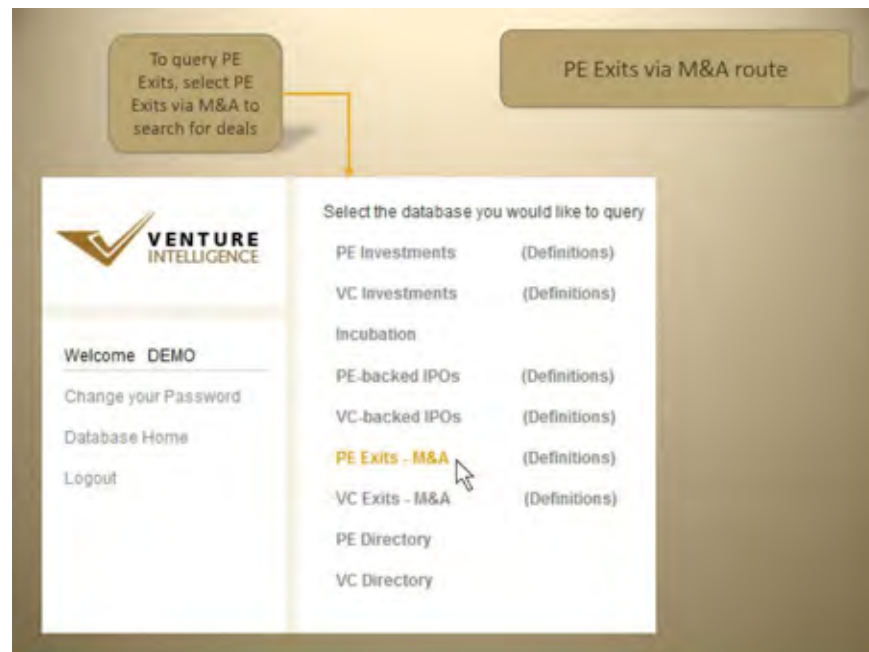 To query PE
Exits, select PE
Exits via M&A to
search for deals
PE Exits via M&A route
VENTURE
INTELLIGENCE
Welcome DEMO
Change your Password
Database Home
Logout
Select the database you would like to query
PE Investments (Definitions)
VC Investments (Definitions)
Incubation
PE-backed IPOs (Definitions)
VC-backed IPOs (Definitions)
PE Exits - M&A (Definitions)
VC Exits - M&A (Definitions)
PE Directory
VC Directory